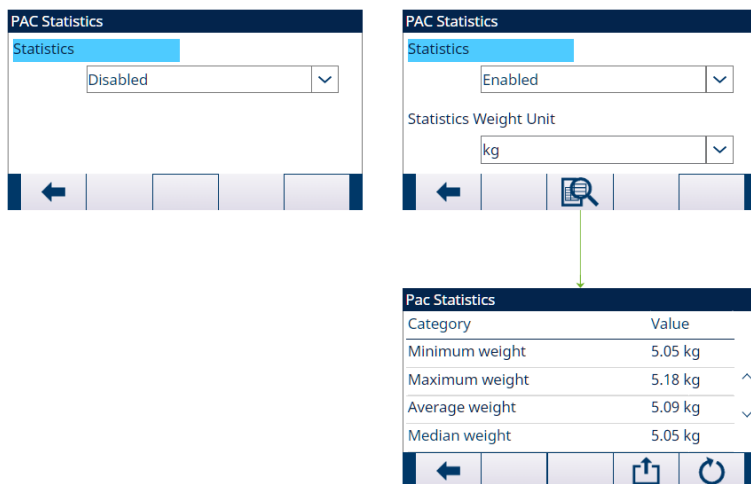 PAC Statistics
Statistics
Disabled
PAC Statistics
Statistics
Enabled
Statistics Weight Unit
kg
Pac Statistics
Category Value
Minimum weight 5.05 kg
Maximum weight 5.18 kg
Average weight 5.09 kg
Median weight 5.05 kg